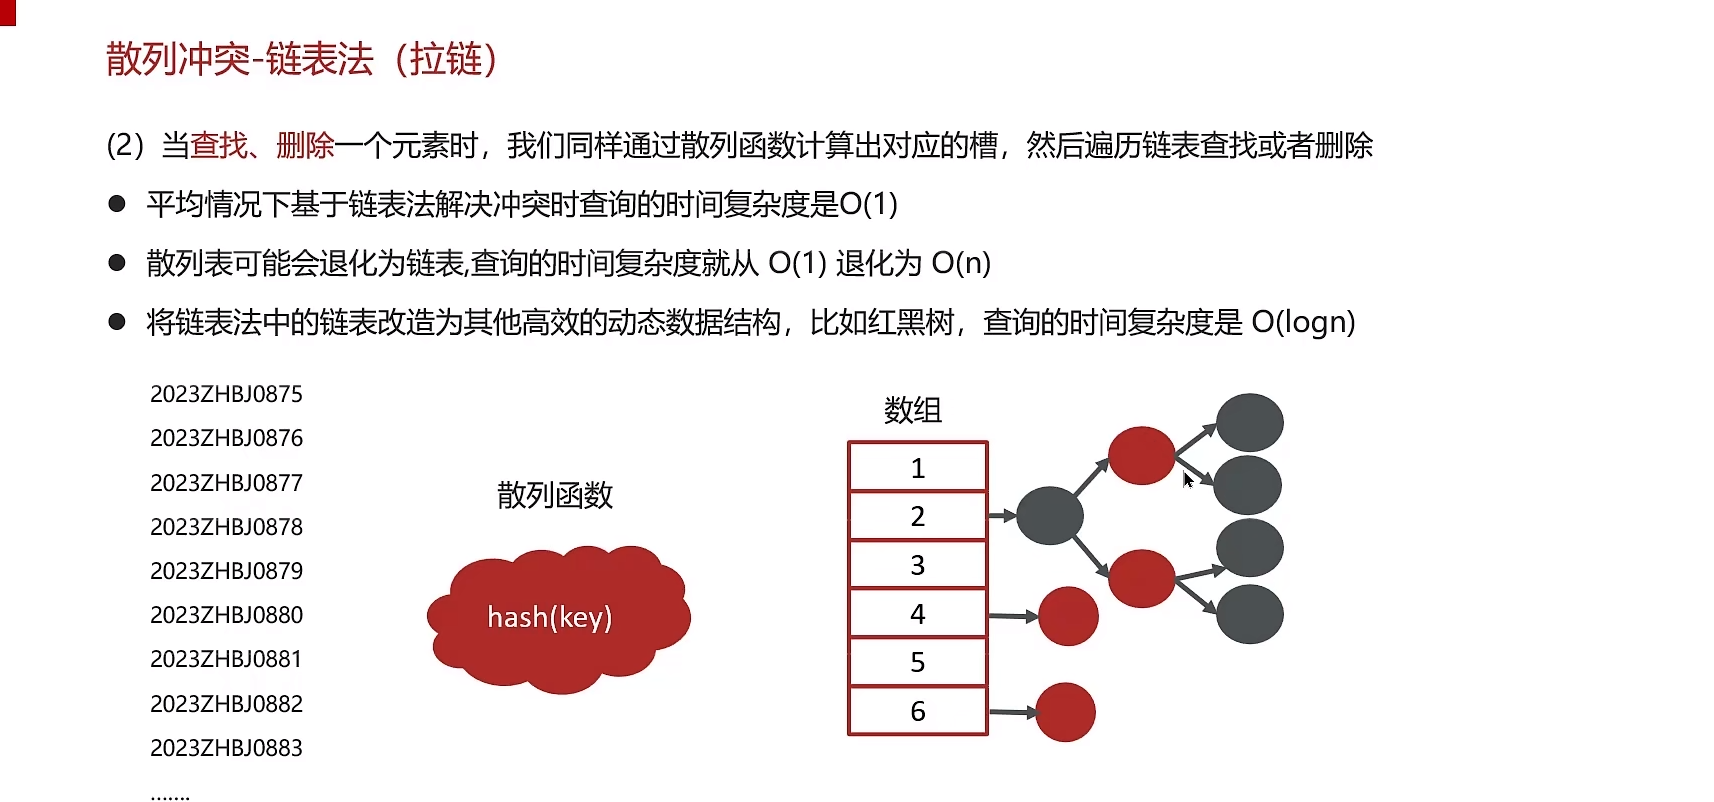 散列冲突-链表法（拉链）
(2）当查找、删除一个元素时，我们同样通过散列函数计算出对应的槽，然后遍历链表查找或者删除
● 平均情况下基于链表法解决冲突时查询的时间复杂度是O(1)
● 散列表可能会退化为链表,查询的时间复杂度就从 O(1) 退化为 O(n)
● 将链表法中的链表改造为其他高效的动态数据结构，比如红黑树，查询的时间复杂度是 O(logn)
2023ZHBJ0875
2023ZHBJ0876
2023ZHBJ0877
2023ZHBJ0878
2023ZHBJ0879
2023ZHBJ0880
2023ZHBJ0881
2023ZHBJ0882
2023ZHBJ0883
.......
散列函数
hash(key)
数组
1
2
3
4
5
6